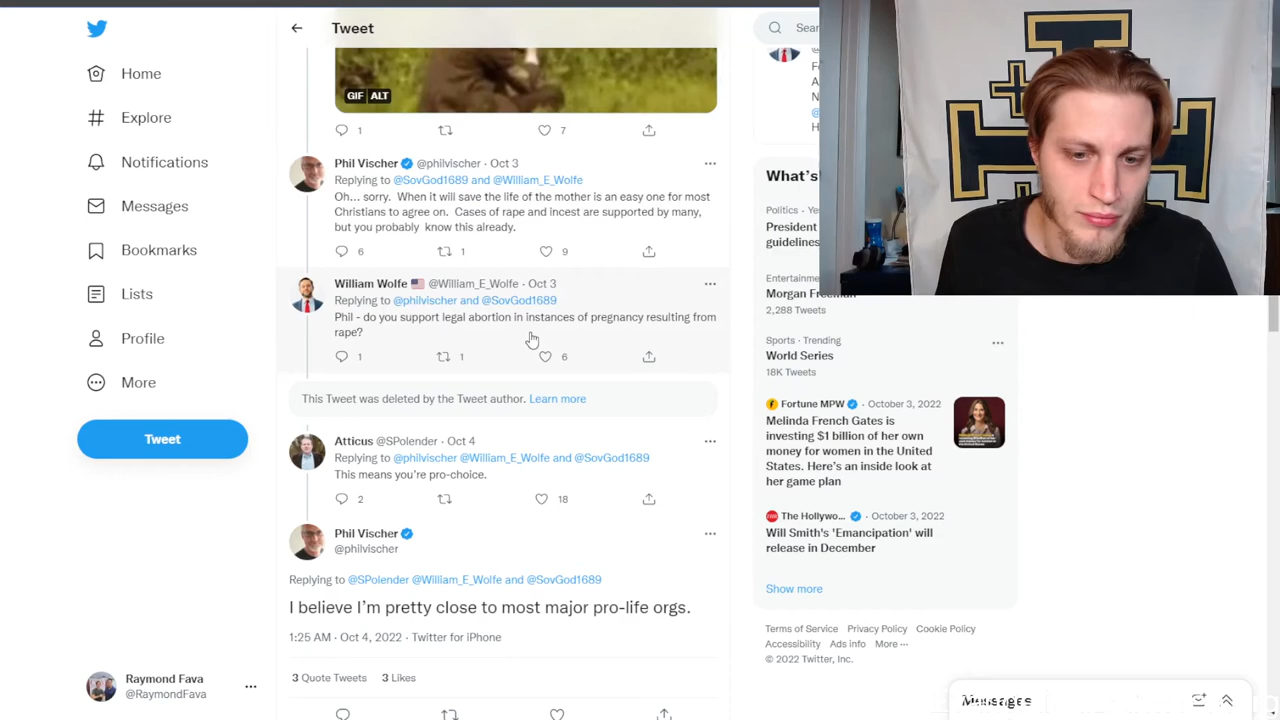 Home
Explore
Notifications
Messages
Bookmarks
Lists
Profile
More
Tweet
Raymond Fava
@RaymondFava
Tweet
GIF ALT
1
7
Phil Vischer @philvischer · Oct 3
Replying to @SovGod1689 and @William_E_Wolfe
Oh... sorry. When it will save the life of the mother is an easy one for most
Christians to agree on. Cases of rape and incest are supported by many,
but you probably know this already.
6 1 9
William Wolfe 🇺🇸 @William_E_Wolfe · Oct 3
Replying to @philvischer and @SovGod1689
Phil - do you support legal abortion in instances of pregnancy resulting from
rape?
1 1 6
This Tweet was deleted by the Tweet author. Learn more
Atticus @SPolender · Oct 4
Replying to @philvischer @William_E_Wolfe and @SovGod1689
This means you're pro-choice.
2 18
Phil Vischer
@philvischer
Replying to @SPolender @William_E_Wolfe and @SovGod1689
I believe I'm pretty close to most major pro-life orgs.
1:25 AM · Oct 4, 2022 · Twitter for iPhone
3 Quote Tweets 3 Likes
Sear
What's
Politics · Yes
President
guidelines
Entertainme
Morgan Freeman
2,288 Tweets
Sports · Trending
World Series
18K Tweets
Fortune MPW · October 3, 2022
Melinda French Gates is
investing $1 billion of her own
money for women in the United
States. Here's an inside look at
her game plan
The Hollywo... · October 3, 2022
Will Smith's 'Emancipation' will
release in December
Show more
Terms of Service Privacy Policy Cookie Policy
Accessibility Ads info More ···
© 2022 Twitter, Inc.
Messages